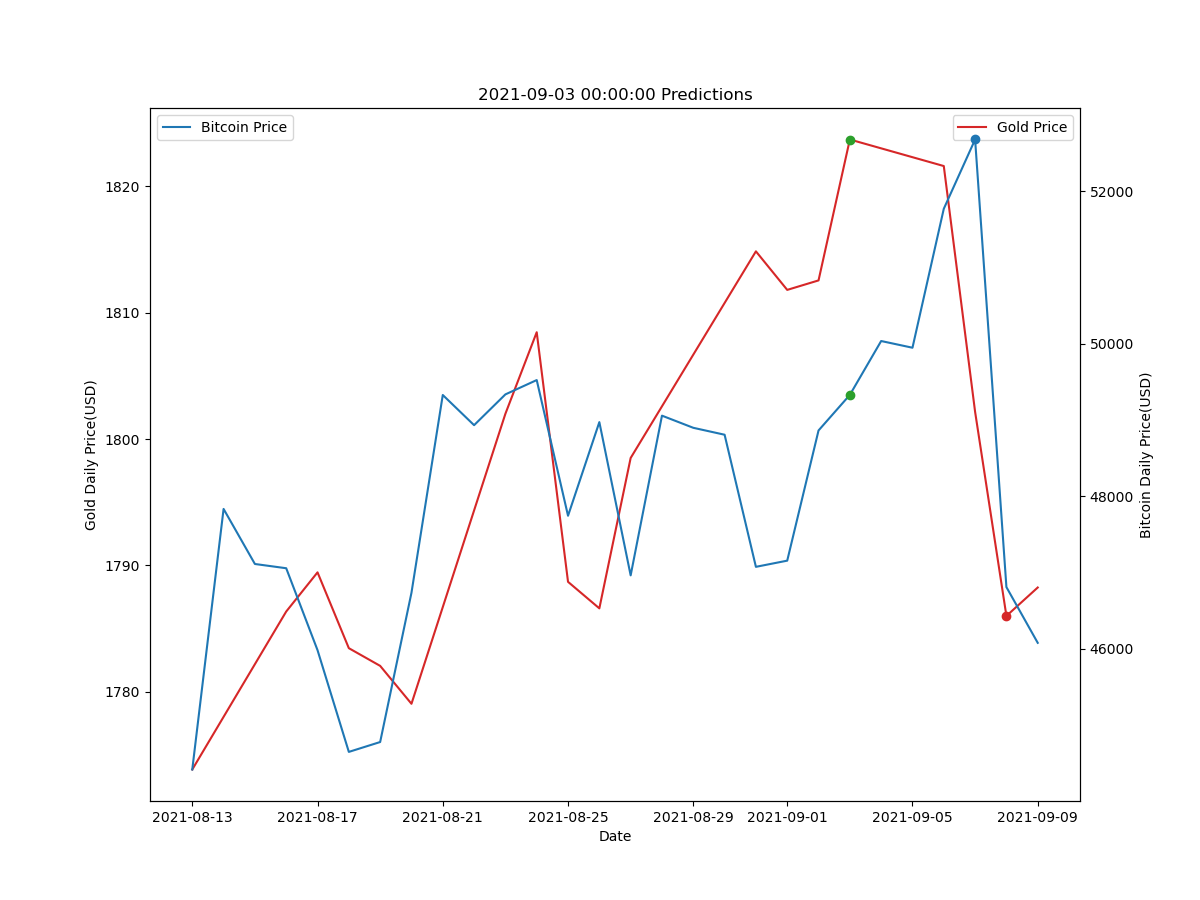 2021-09-03 00:00:00 Predictions
Bitcoin Price
Gold Price
1820
1810
1800
1790
1780
Gold Daily Price(USD)
52000
50000
48000
46000
Bitcoin Daily Price(USD)
2021-08-13 2021-08-17 2021-08-21 2021-08-25 2021-08-29 2021-09-01 2021-09-05 2021-09-09
Date